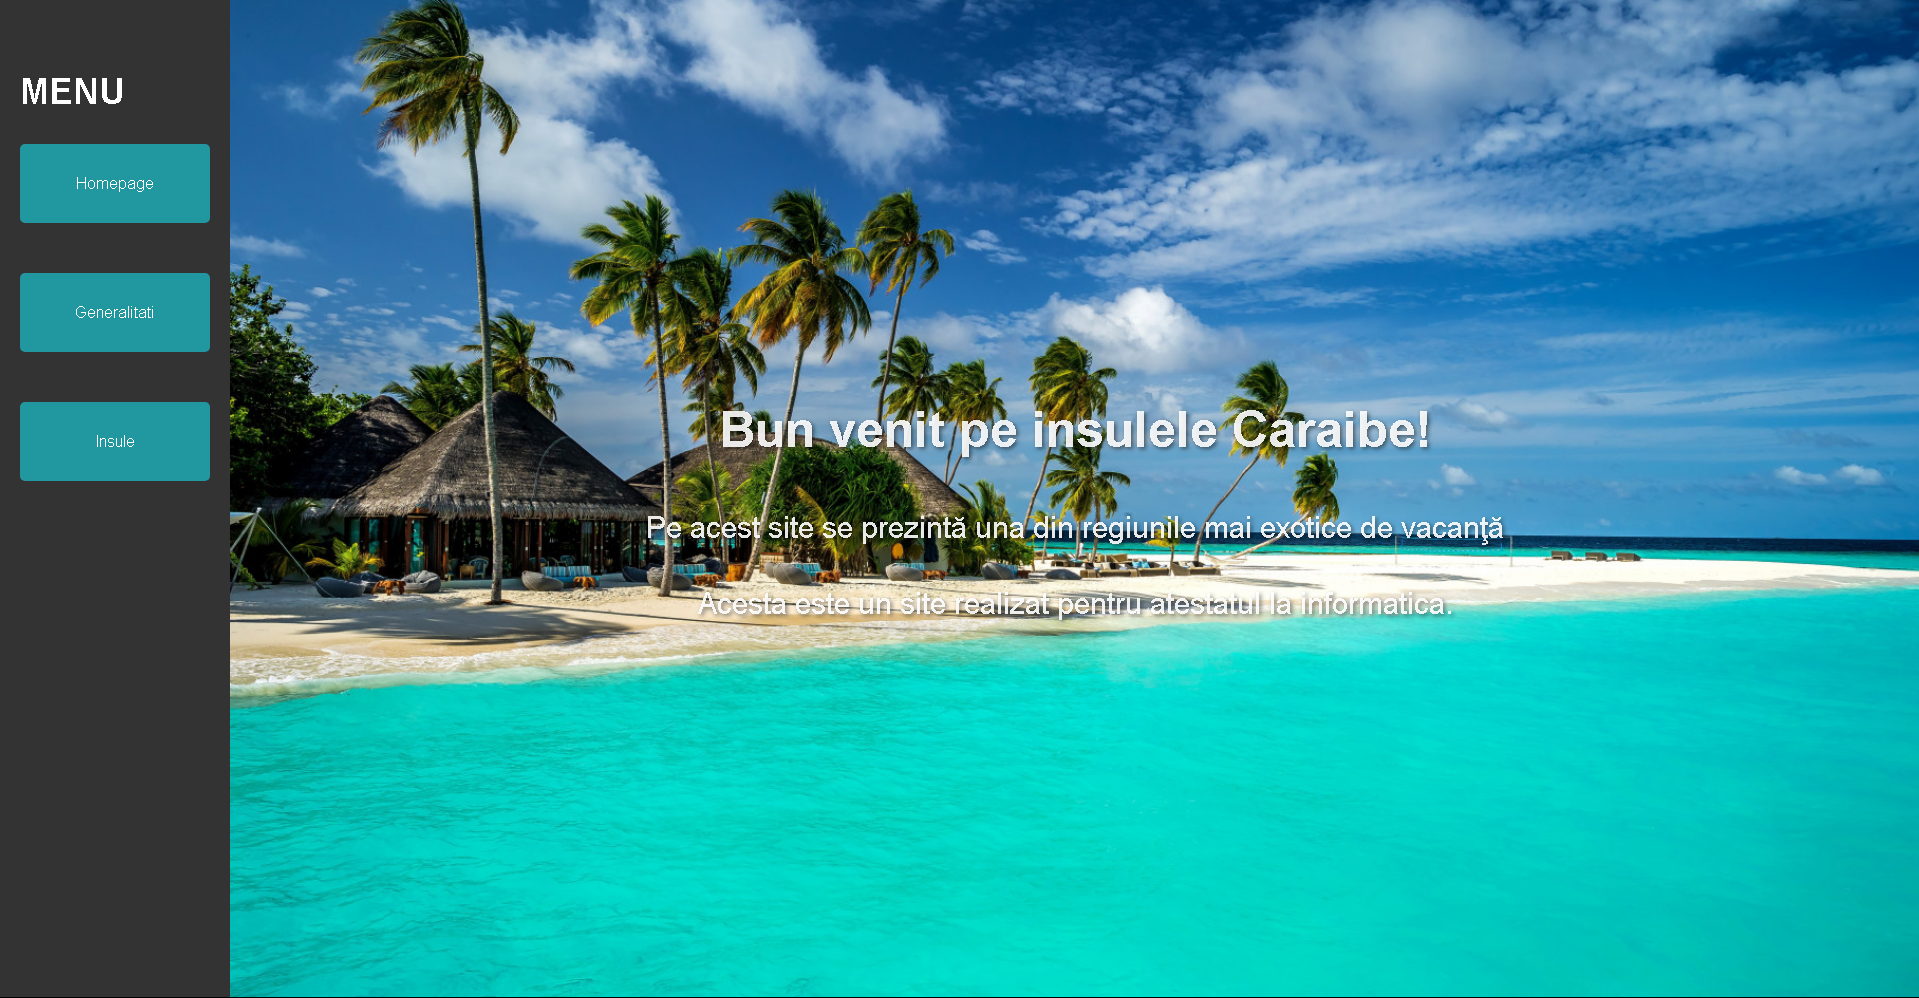 MENU
Homepage
Generalitati
Insule
Bun venit pe insulele Caraibe!
Pe acest site se prezintă una din regiunile mai exotice de vacanţă
Acesta este un site realizat pentru atestatul la informatica.